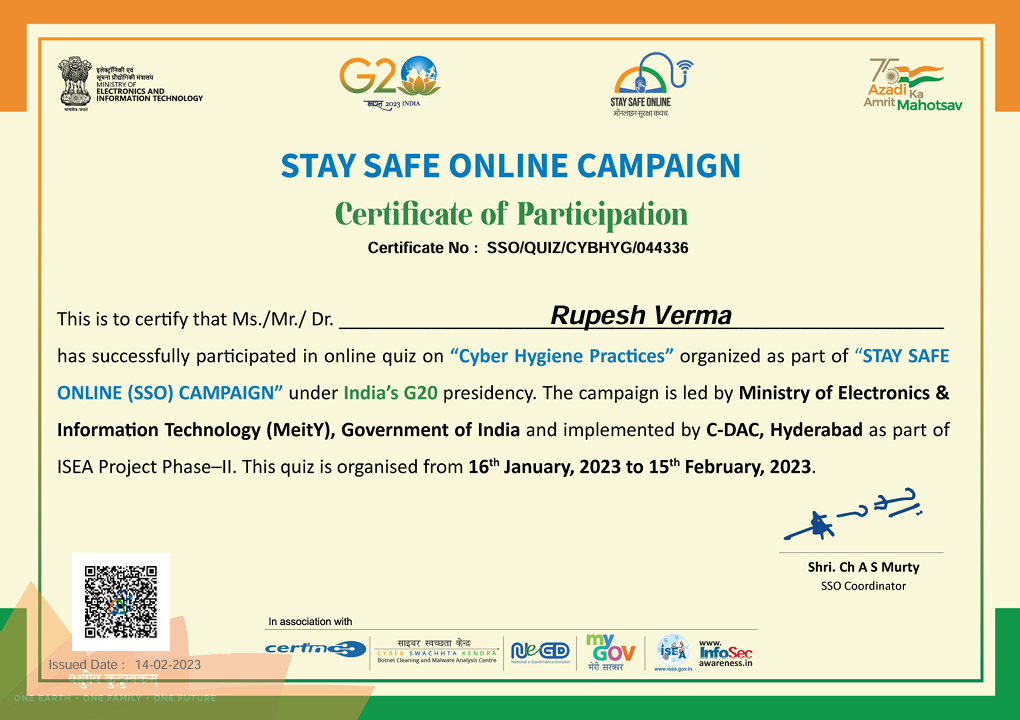 इलेक्ट्रॉनिकी एवं
सूचना प्रौद्योगिकी मंत्रालय
MINISTRY OF
ELECTRONICS AND
INFORMATION TECHNOLOGY
सत्यमेव जयते
G20
भारत 2023 INDIA
STAY SAFE ONLINE
ऑनलाइन सुरक्षा कवच
75
Azadi Ka
Amrit Mahotsav
STAY SAFE ONLINE CAMPAIGN
Certificate of Participation
Certificate No : SSO/QUIZ/CYBHYG/044336
This is to certify that Ms./Mr./ Dr. Rupesh Verma
has successfully participated in online quiz on “Cyber Hygiene Practices” organized as part of “STAY SAFE
ONLINE (SSO) CAMPAIGN” under India’s G20 presidency. The campaign is led by Ministry of Electronics &
Information Technology (MeitY), Government of India and implemented by C-DAC, Hyderabad as part of
ISEA Project Phase–II. This quiz is organised from 16th January, 2023 to 15th February, 2023.
Shri. Ch A S Murty
SSO Coordinator
In association with
certin
साइबर स्वच्छता केन्द्र
CYBER SWACHHTA KENDRA
Botnet Cleaning and Malware Analysis Centre
NeGD
National e-Governance Division
my
GOV
मेरी सरकार
ISEA
www.isea.gov.in
www.
InfoSec
awareness.in
Issued Date : 14-02-2023
वसुधैव कुटुम्बकम्
ONE EARTH • ONE FAMILY • ONE FUTURE